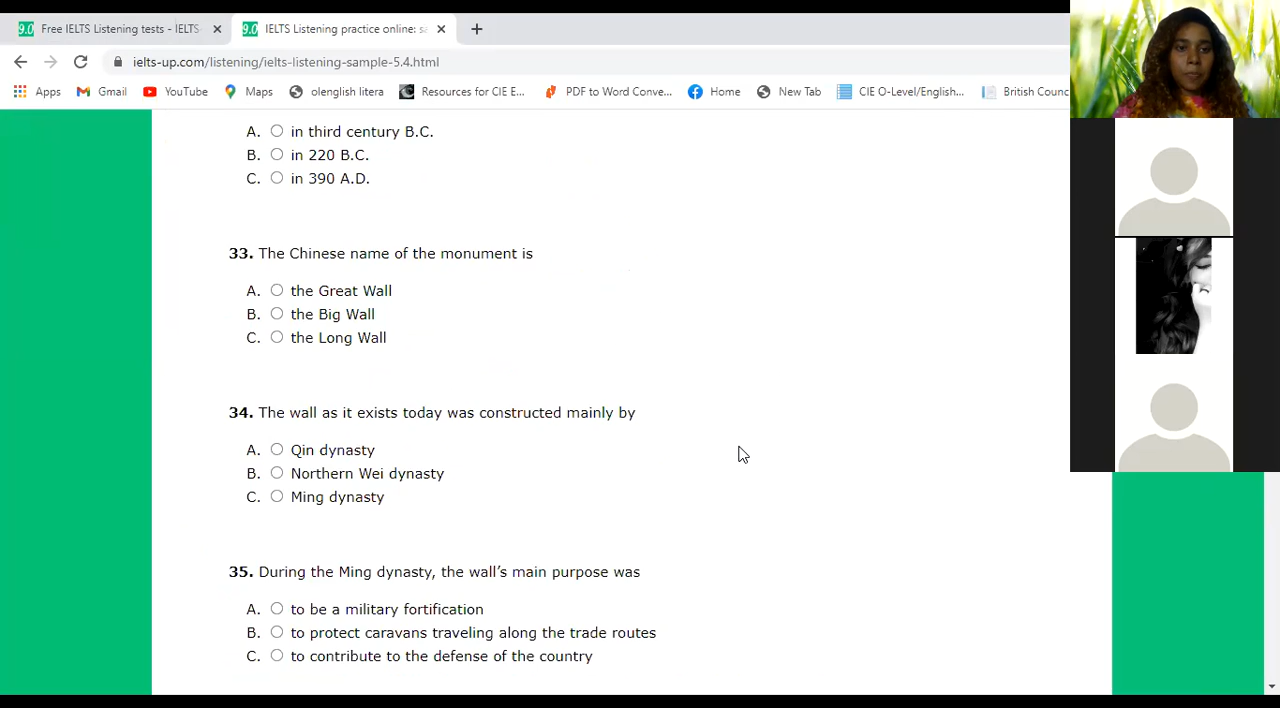 9.0 Free IELTS Listening tests - IELTS
9.0 IELTS Listening practice online: sa
ielts-up.com/listening/ielts-listening-sample-5.4.html
Apps Gmail YouTube Maps olenglish litera Resources for CIE E... PDF to Word Conve... Home New Tab CIE O-Level/English... British Counc
A. in third century B.C.
B. in 220 B.C.
C. in 390 A.D.
33. The Chinese name of the monument is
A. the Great Wall
B. the Big Wall
C. the Long Wall
34. The wall as it exists today was constructed mainly by
A. Qin dynasty
B. Northern Wei dynasty
C. Ming dynasty
35. During the Ming dynasty, the wall’s main purpose was
A. to be a military fortification
B. to protect caravans traveling along the trade routes
C. to contribute to the defense of the country